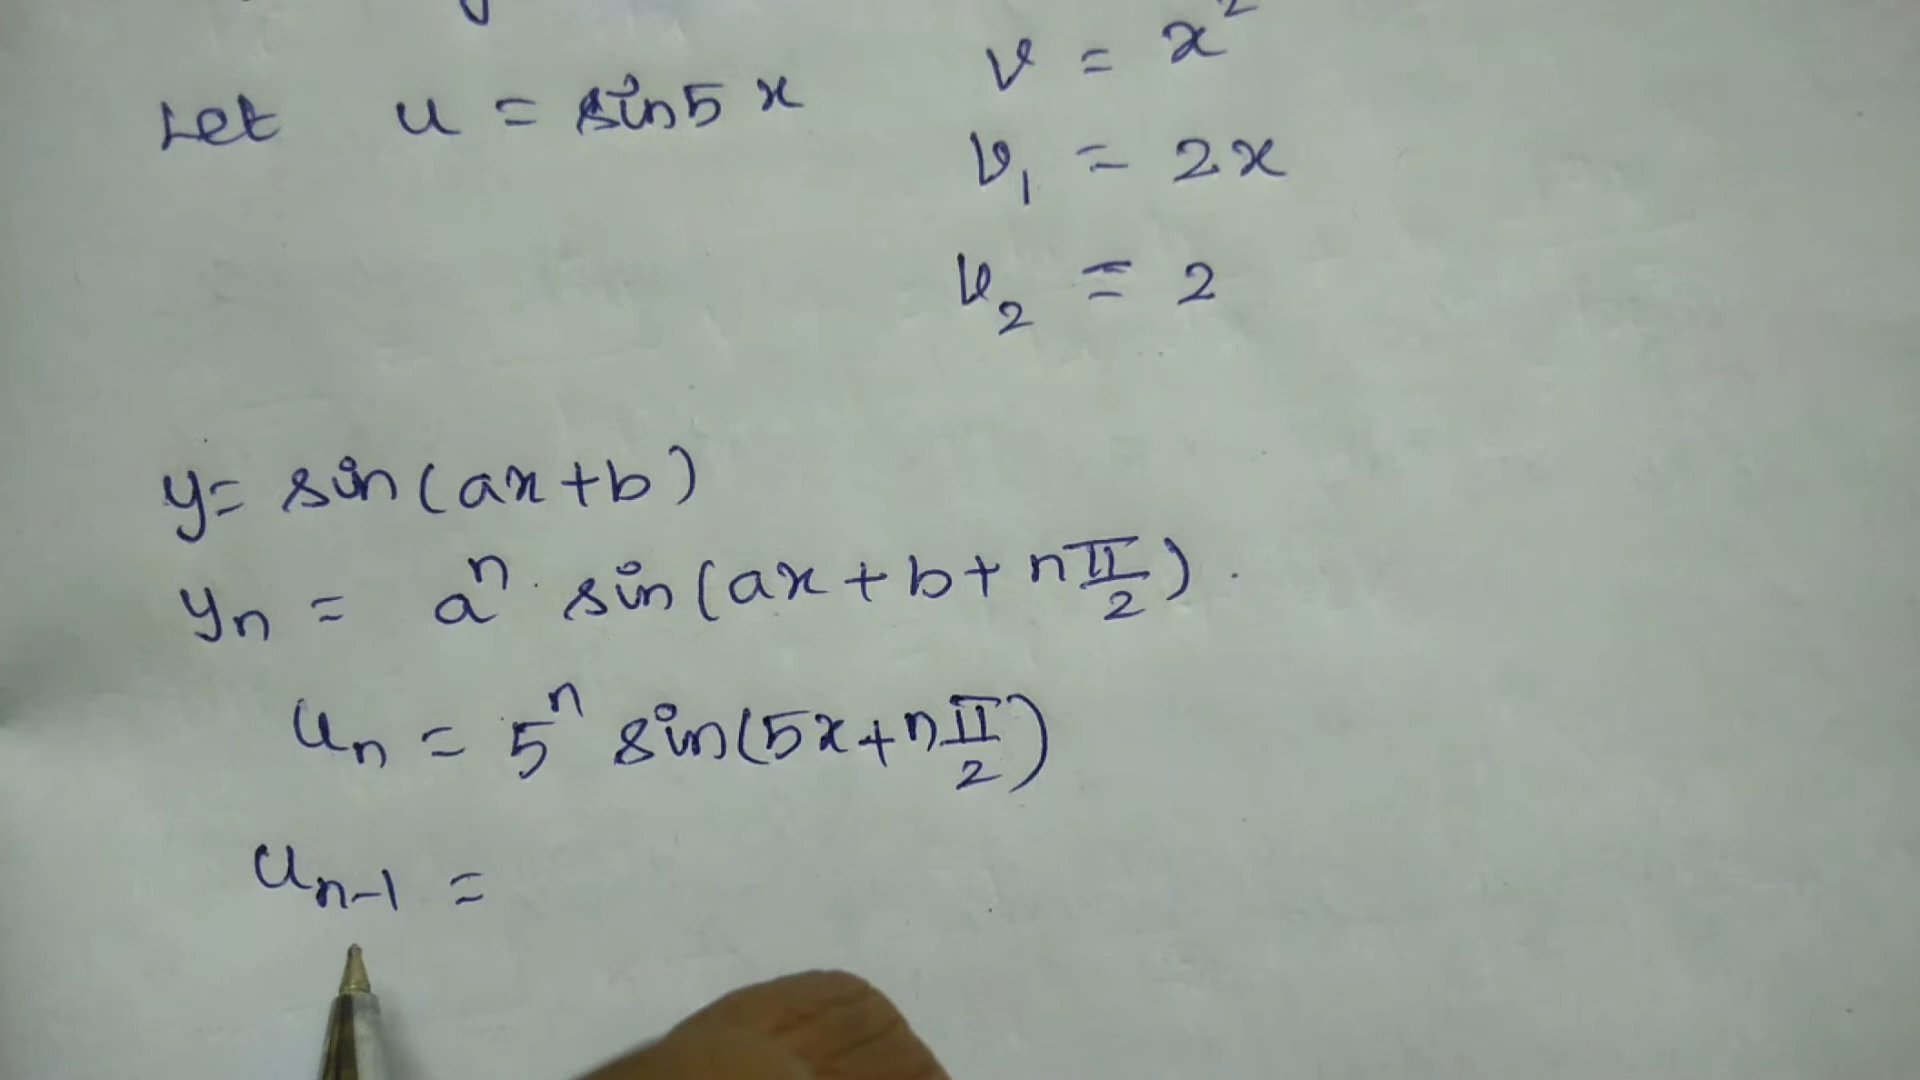 Let u = sin5x v = x²
v₁ = 2x
v₂ = 2
y = sin(ax+b)
yₙ = aⁿ. sin(ax+b+nπ/2).
uₙ = 5ⁿ sin(5x+nπ/2)
uₙ₋₁ =